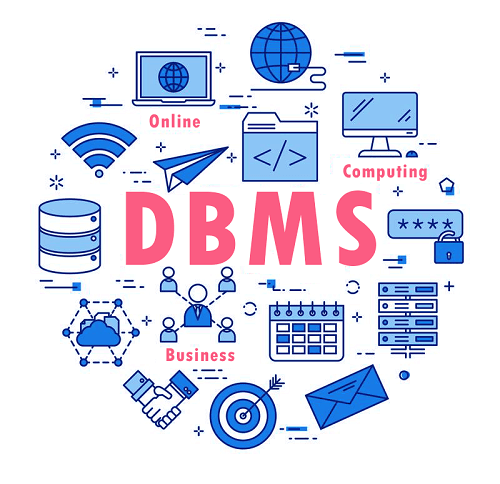 Online
</>
Computing
DBMS
****
Business